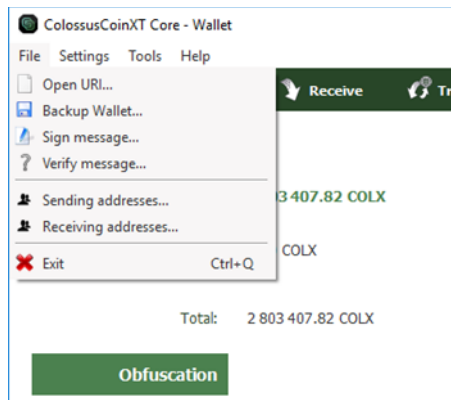 ColossusCoinXT Core - Wallet
File Settings Tools Help
Open URI...
Backup Wallet...
Sign message...
Verify message...
Sending addresses...
Receiving addresses...
Exit Ctrl+Q
Receive
3 407.82 COLX
COLX
Total: 2 803 407.82 COLX
Obfuscation